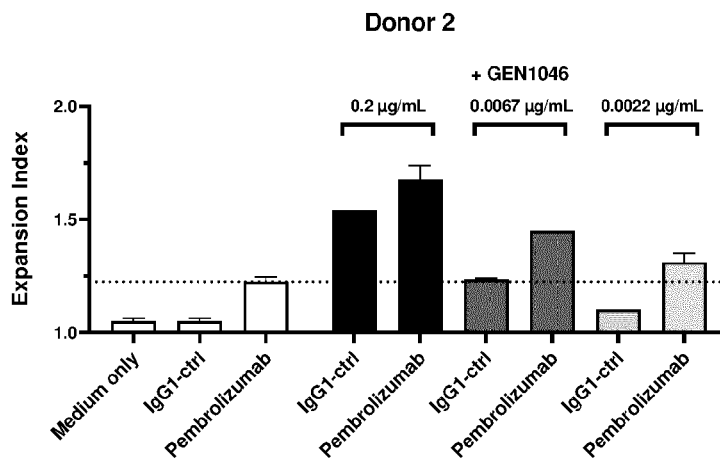 Donor 2
+ GEN1046
0.2 µg/mL 0.0067 µg/mL 0.0022 µg/mL
Expansion Index
2.0
1.5
1.0
Medium only
IgG1-ctrl
Pembrolizumab
IgG1-ctrl
Pembrolizumab
IgG1-ctrl
Pembrolizumab
IgG1-ctrl
Pembrolizumab